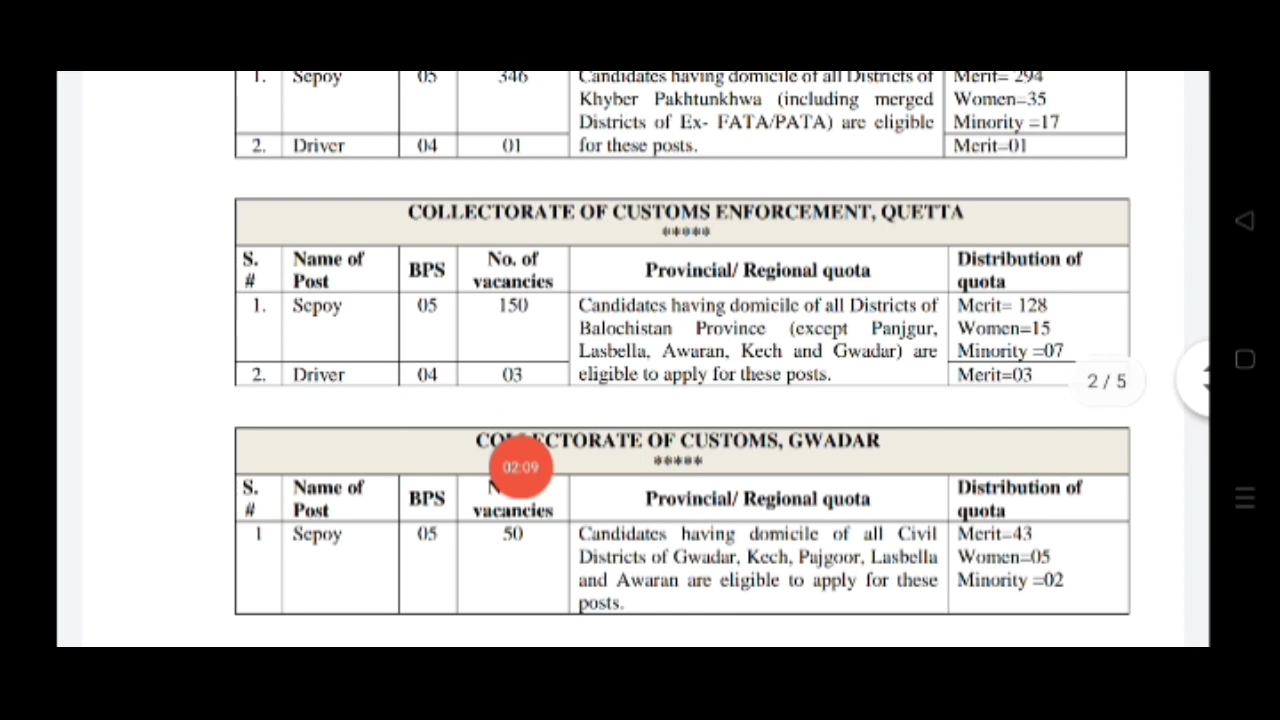 1. Sepoy 05 346 Candidates having domicile of all Districts of Merit= 294
Khyber Pakhtunkhwa (including merged Women=35
Districts of Ex- FATA/PATA) are eligible Minority =17
2. Driver 04 01 for these posts. Merit=01
COLLECTORATE OF CUSTOMS ENFORCEMENT, QUETTA
*****
S. Name of BPS No. of Provincial/ Regional quota Distribution of
# Post vacancies quota
1. Sepoy 05 150 Candidates having domicile of all Districts of Merit= 128
Balochistan Province (except Panjgur, Women=15
Lasbella, Awaran, Kech and Gwadar) are Minority =07
2. Driver 04 03 eligible to apply for these posts. Merit=03
2 / 5
COLLECTORATE OF CUSTOMS, GWADAR
*****
02:09
S. Name of BPS Provincial/ Regional quota Distribution of
# Post vacancies quota
1 Sepoy 05 50 Candidates having domicile of all Civil Merit=43
Districts of Gwadar, Kech, Pajgoor, Lasbella Women=05
and Awaran are eligible to apply for these Minority =02
posts.